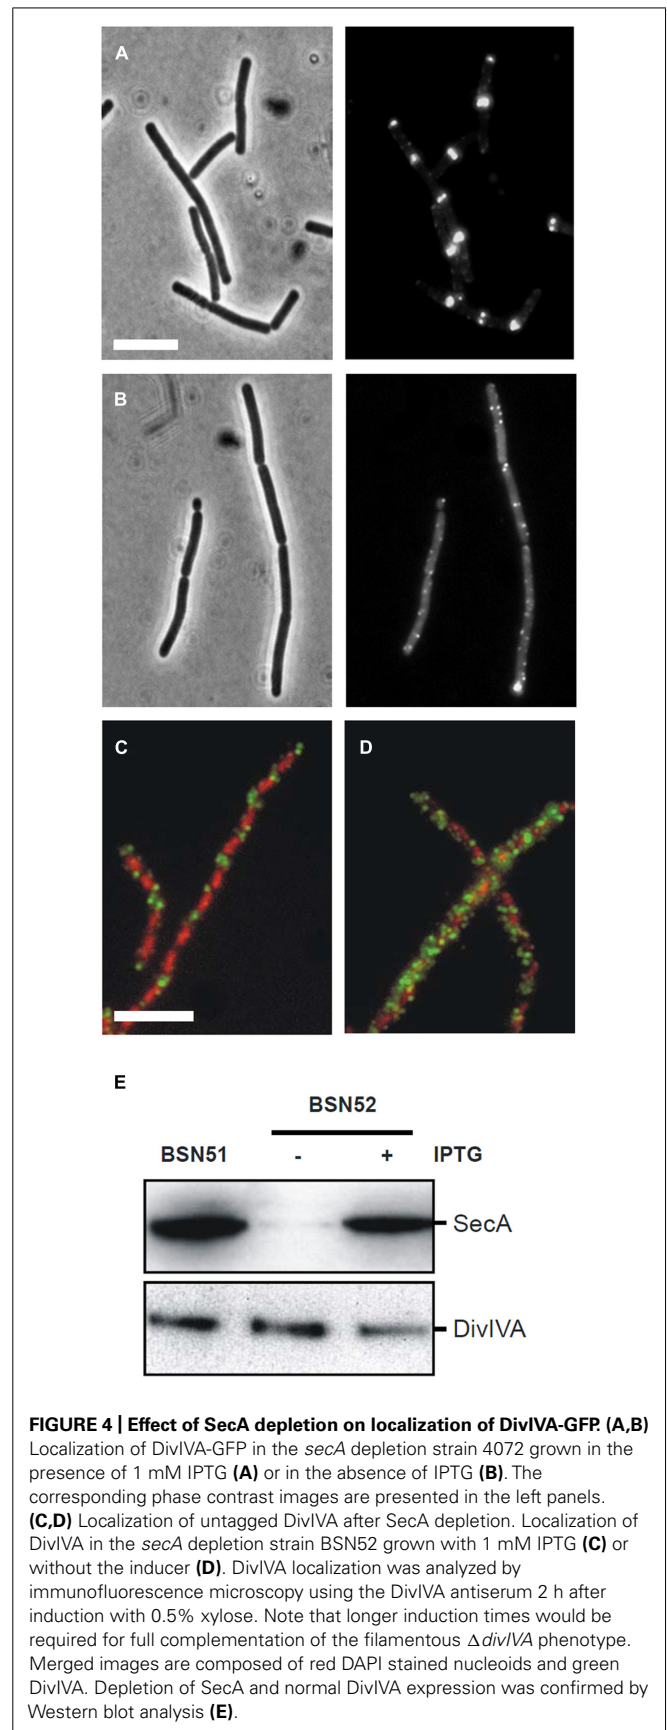 A
B
C
D
E
BSN52
BSN51 - + IPTG
SecA
DivIVA
FIGURE 4 | Effect of SecA depletion on localization of DivIVA-GFP. (A,B)
Localization of DivIVA-GFP in the secA depletion strain 4072 grown in the
presence of 1 mM IPTG (A) or in the absence of IPTG (B). The
corresponding phase contrast images are presented in the left panels.
(C,D) Localization of untagged DivIVA after SecA depletion. Localization of
DivIVA in the secA depletion strain BSN52 grown with 1 mM IPTG (C) or
without the inducer (D). DivIVA localization was analyzed by
immunofluorescence microscopy using the DivIVA antiserum 2 h after
induction with 0.5% xylose. Note that longer induction times would be
required for full complementation of the filamentous ΔdivIVA phenotype.
Merged images are composed of red DAPI stained nucleoids and green
DivIVA. Depletion of SecA and normal DivIVA expression was confirmed by
Western blot analysis (E).